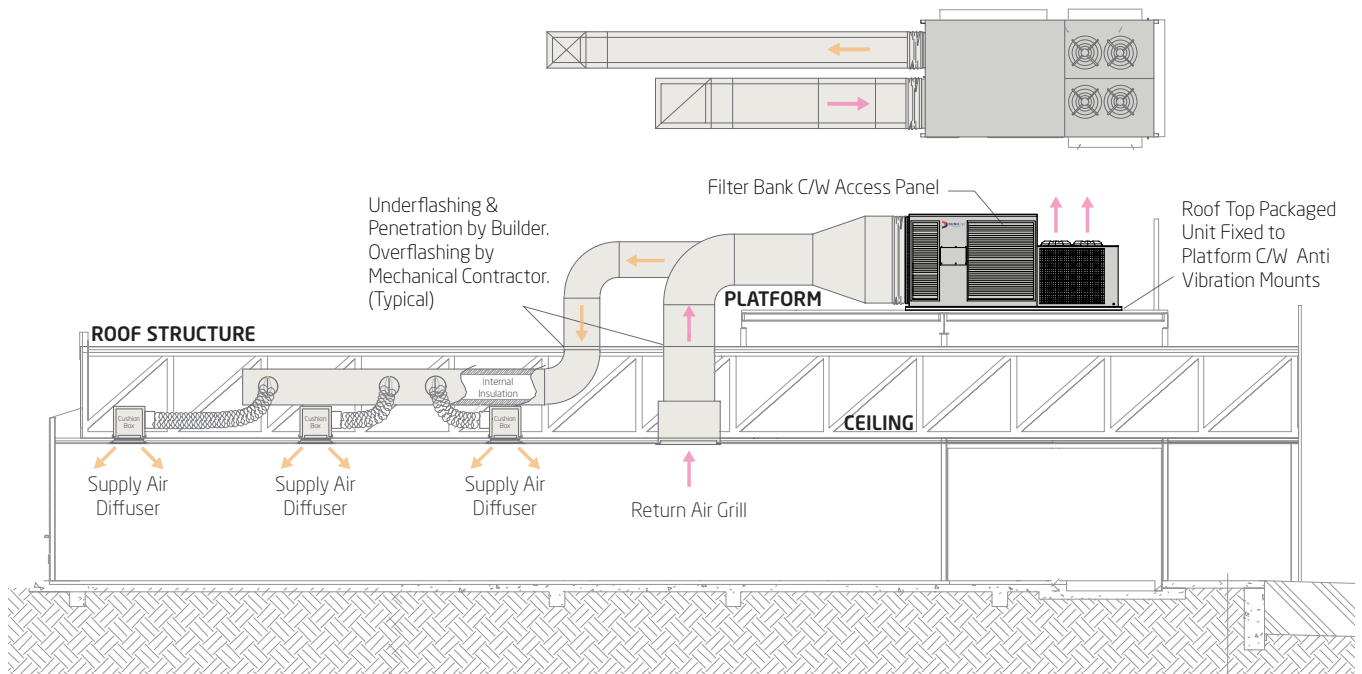 Filter Bank C/W Access Panel
Underflashing &
Penetration by Builder.
Overflashing by
Mechanical Contractor.
(Typical)
Roof Top Packaged
Unit Fixed to
Platform C/W Anti
Vibration Mounts
PLATFORM
ROOF STRUCTURE
Internal
Insulation
Cushion
Box
Cushion
Box
Cushion
Box
CEILING
Supply Air
Diffuser
Supply Air
Diffuser
Supply Air
Diffuser
Return Air Grill